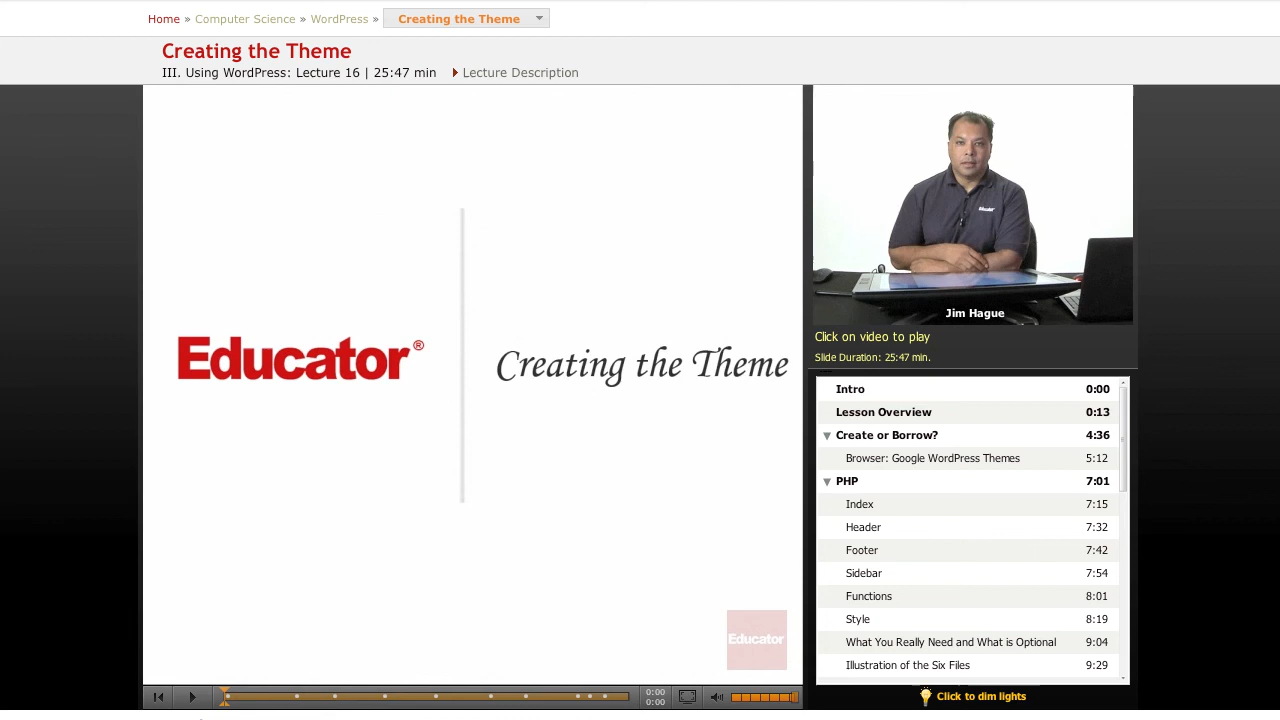 Home » Computer Science » WordPress » Creating the Theme
Creating the Theme
III. Using WordPress: Lecture 16 | 25:47 min Lecture Description
Educator®
Creating the Theme
Educator
Educator
Jim Hague
Click on video to play
Slide Duration: 25:47 min.
Intro 0:00
Lesson Overview 0:13
Create or Borrow? 4:36
Browser: Google WordPress Themes 5:12
PHP 7:01
Index 7:15
Header 7:32
Footer 7:42
Sidebar 7:54
Functions 8:01
Style 8:19
What You Really Need and What is Optional 9:04
Illustration of the Six Files 9:29
0:00
0:00
Click to dim lights